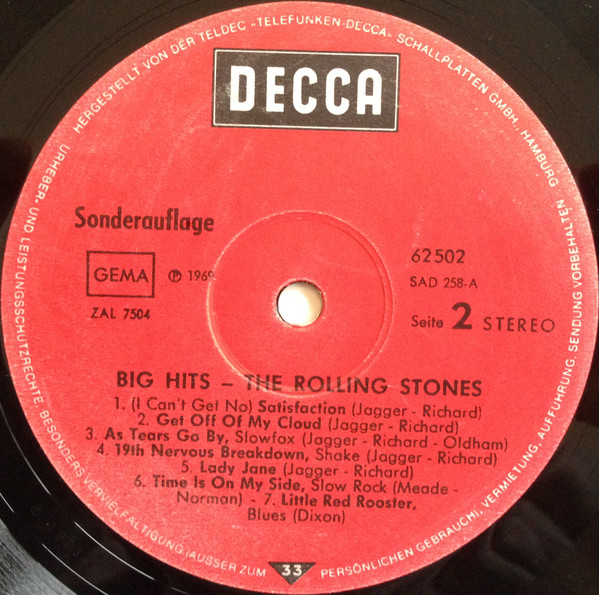 HERGESTELLT VON DER TELDEC »TELEFUNKEN-DECCA« SCHALLPLATTEN GMBH., HAMBURG
URHEBER- UND LEISTUNGSSCHUTZRECHTE, BESONDERS VERVIELFÄLTIGUNG (AUSSER ZUM PERSÖNLICHEN GEBRAUCH), VERMIETUNG, AUFFÜHRUNG, SENDUNG VORBEHALTEN
DECCA
Sonderauflage
GEMA
℗ 1969
ZAL 7504
62502
SAD 258-A
Seite 2 STEREO
BIG HITS – THE ROLLING STONES
1. (I Can't Get No) Satisfaction (Jagger - Richard)
2. Get Off Of My Cloud (Jagger - Richard)
3. As Tears Go By, Slowfox (Jagger - Richard - Oldham)
4. 19th Nervous Breakdown, Shake (Jagger - Richard)
5. Lady Jane (Jagger - Richard)
6. Time Is On My Side, Slow Rock (Meade -
Norman) - 7. Little Red Rooster,
Blues (Dixon)
33